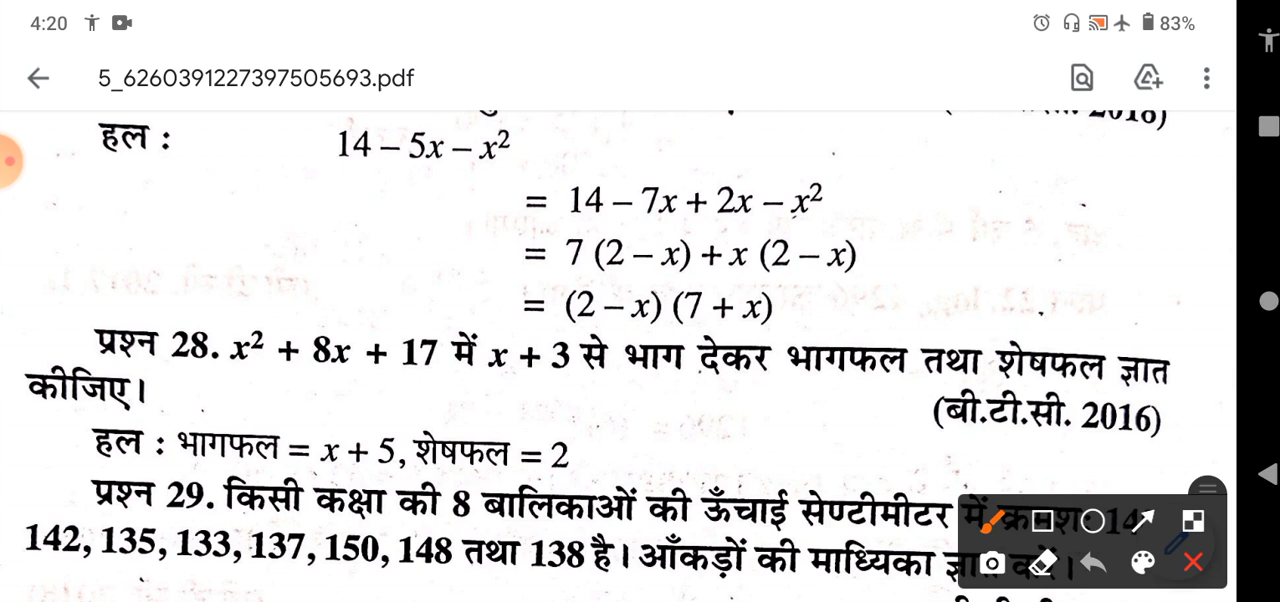 4:20
83%
5_6260391227397505693.pdf
हल : 14 – 5x – x²
= 14 – 7x + 2x – x²
= 7 (2 – x) + x (2 – x)
= (2 – x) (7 + x)
प्रश्न 28. x² + 8x + 17 में x + 3 से भाग देकर भागफल तथा शेषफल ज्ञात
कीजिए।
(बी.टी.सी. 2016)
हल : भागफल = x + 5, शेषफल = 2
प्रश्न 29. किसी कक्षा की 8 बालिकाओं की ऊँचाई सेण्टीमीटर में क्रमशः
142, 135, 133, 137, 150, 148 तथा 138 है। आँकड़ों की माध्यिका